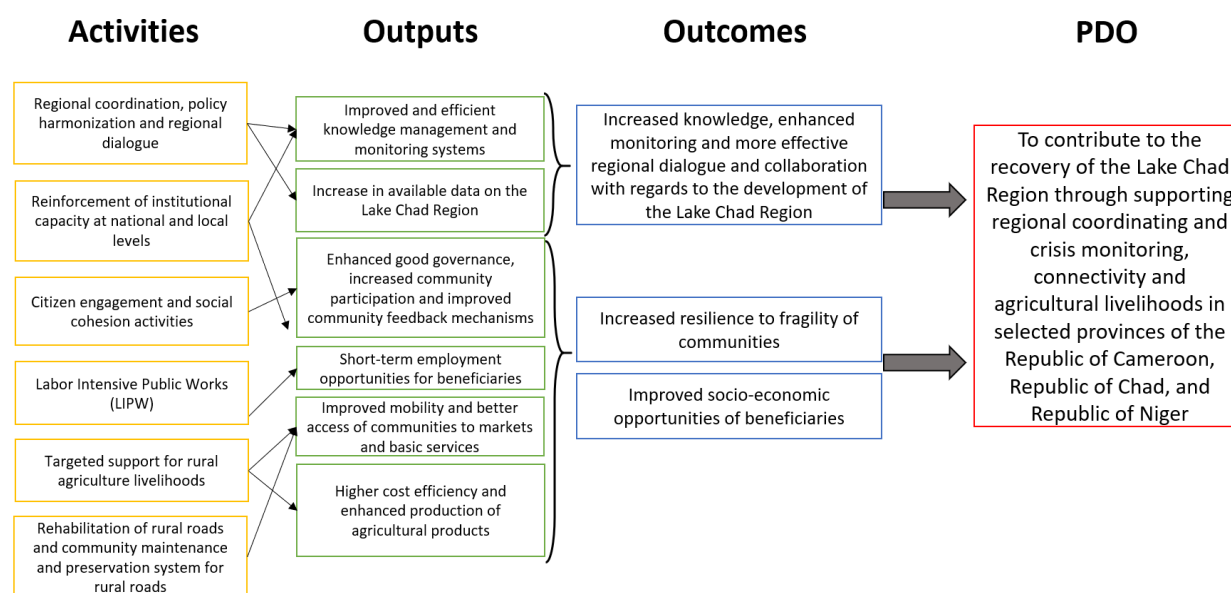 Activities
Outputs
Outcomes
PDO
Regional coordination, policy
harmonization and regional
dialogue
Reinforcement of institutional
capacity at national and local
levels
Citizen engagement and social
cohesion activities
Labor Intensive Public Works
(LIPW)
Targeted support for rural
agriculture livelihoods
Rehabilitation of rural roads
and community maintenance
and preservation system for
rural roads
Improved and efficient
knowledge management and
monitoring systems
Increase in available data on the
Lake Chad Region
Enhanced good governance,
increased community
participation and improved
community feedback mechanisms
Short-term employment
opportunities for beneficiaries
Improved mobility and better
access of communities to markets
and basic services
Higher cost efficiency and
enhanced production of
agricultural products
Increased knowledge, enhanced
monitoring and more effective
regional dialogue and collaboration
with regards to the development of
the Lake Chad Region
Increased resilience to fragility of
communities
Improved socio-economic
opportunities of beneficiaries
To contribute to the
recovery of the Lake Chad
Region through supporting
regional coordinating and
crisis monitoring,
connectivity and
agricultural livelihoods in
selected provinces of the
Republic of Cameroon,
Republic of Chad, and
Republic of Niger